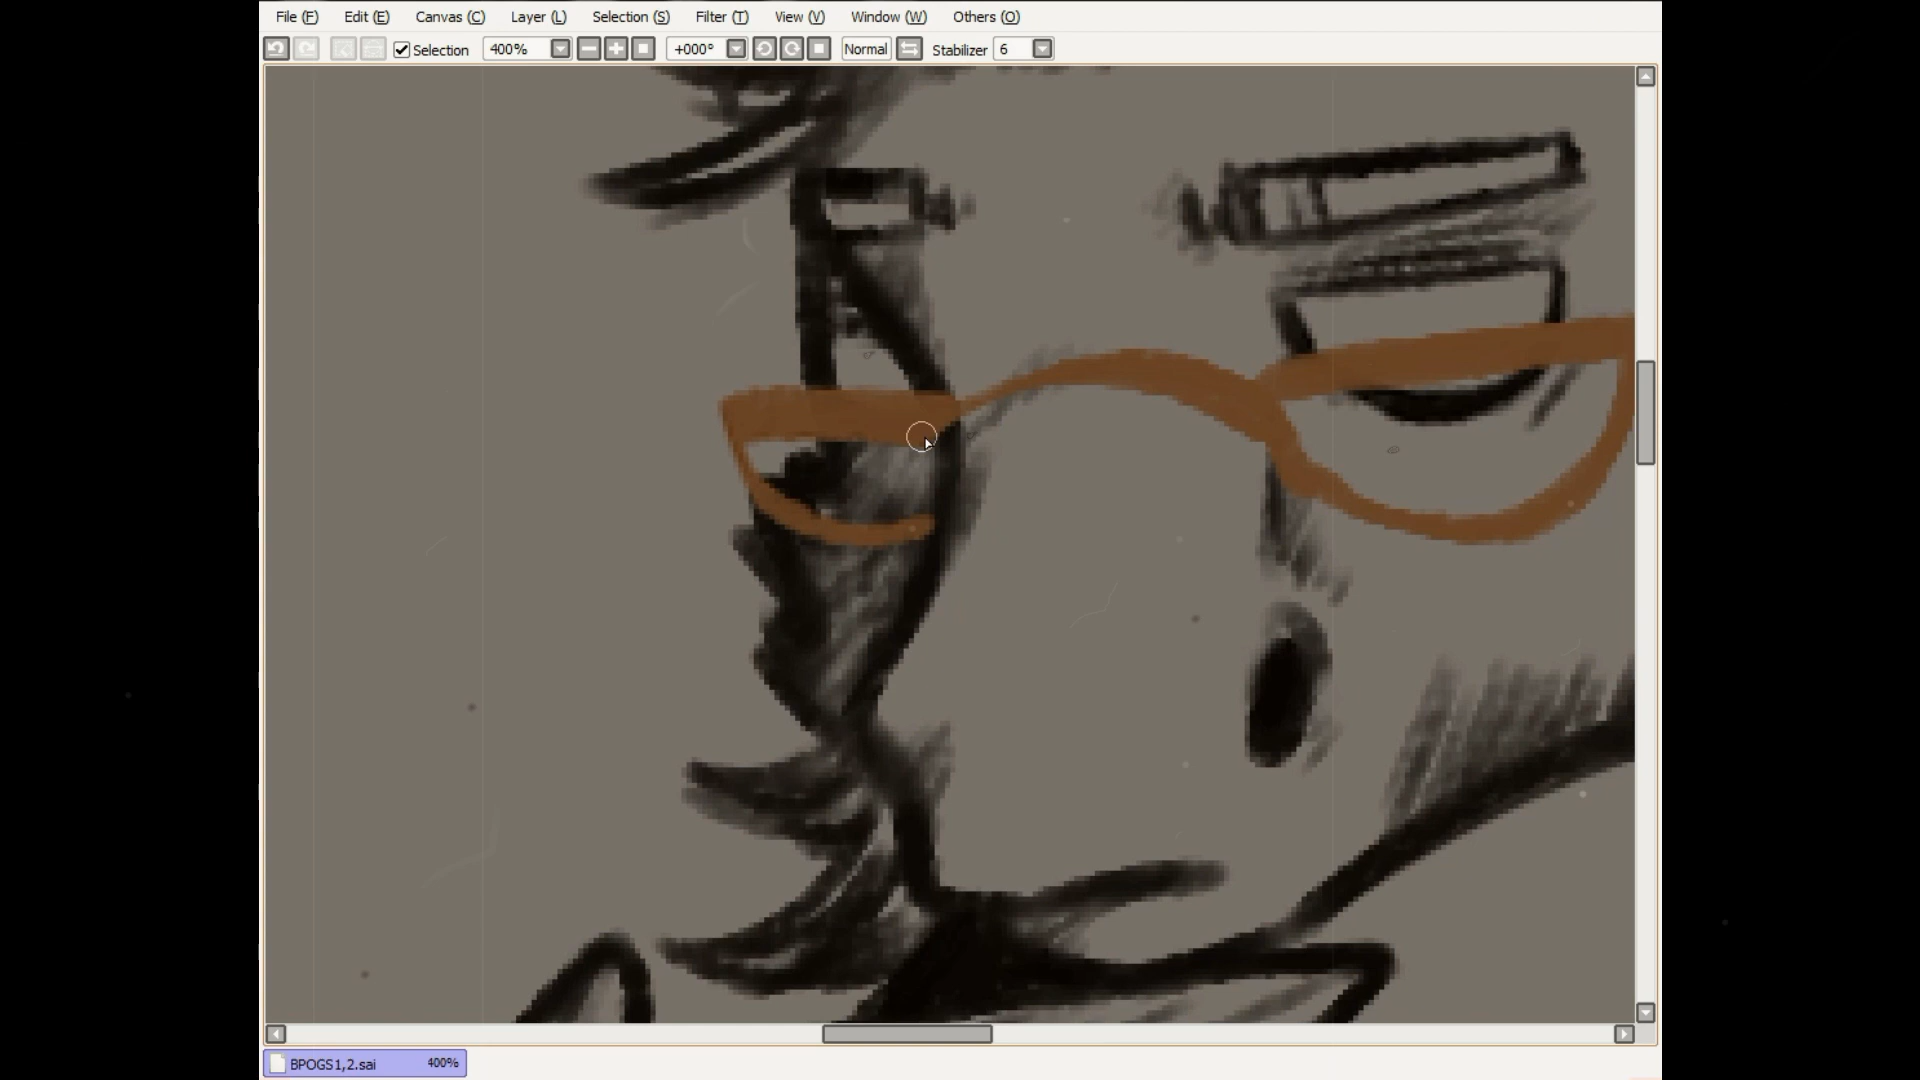 File (F) Edit (E) Canvas (C) Layer (L) Selection (S) Filter (T) View (V) Window (W) Others (O)
Selection 400% +000° Normal Stabilizer 6
BPOGS1,2.sai 400%